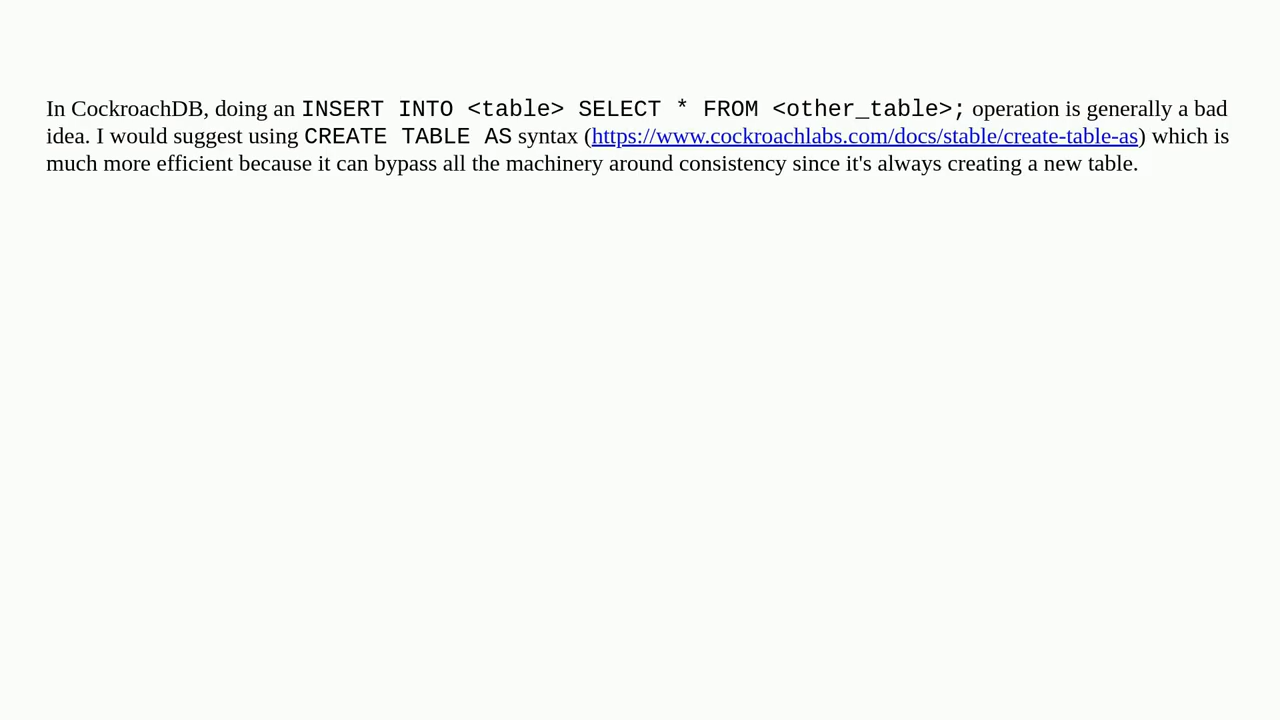 In CockroachDB, doing an INSERT INTO <table> SELECT * FROM <other_table>; operation is generally a bad
idea. I would suggest using CREATE TABLE AS syntax (https://www.cockroachlabs.com/docs/stable/create-table-as) which is
much more efficient because it can bypass all the machinery around consistency since it's always creating a new table.